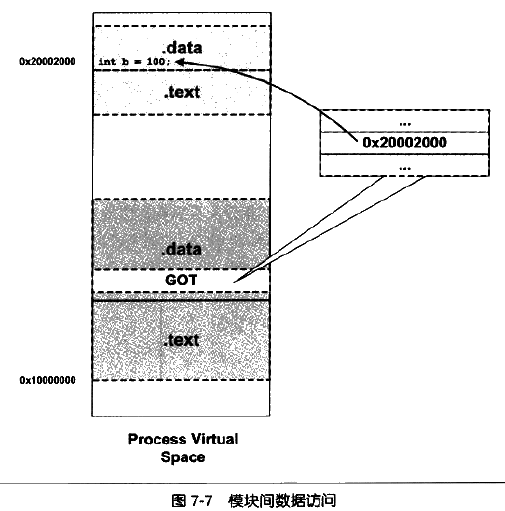 .data
0x20002000
int b = 100;
.text
...
0x20002000
...
.data
GOT
.text
0x10000000
Process Virtual
Space
图 7-7 模块间数据访问